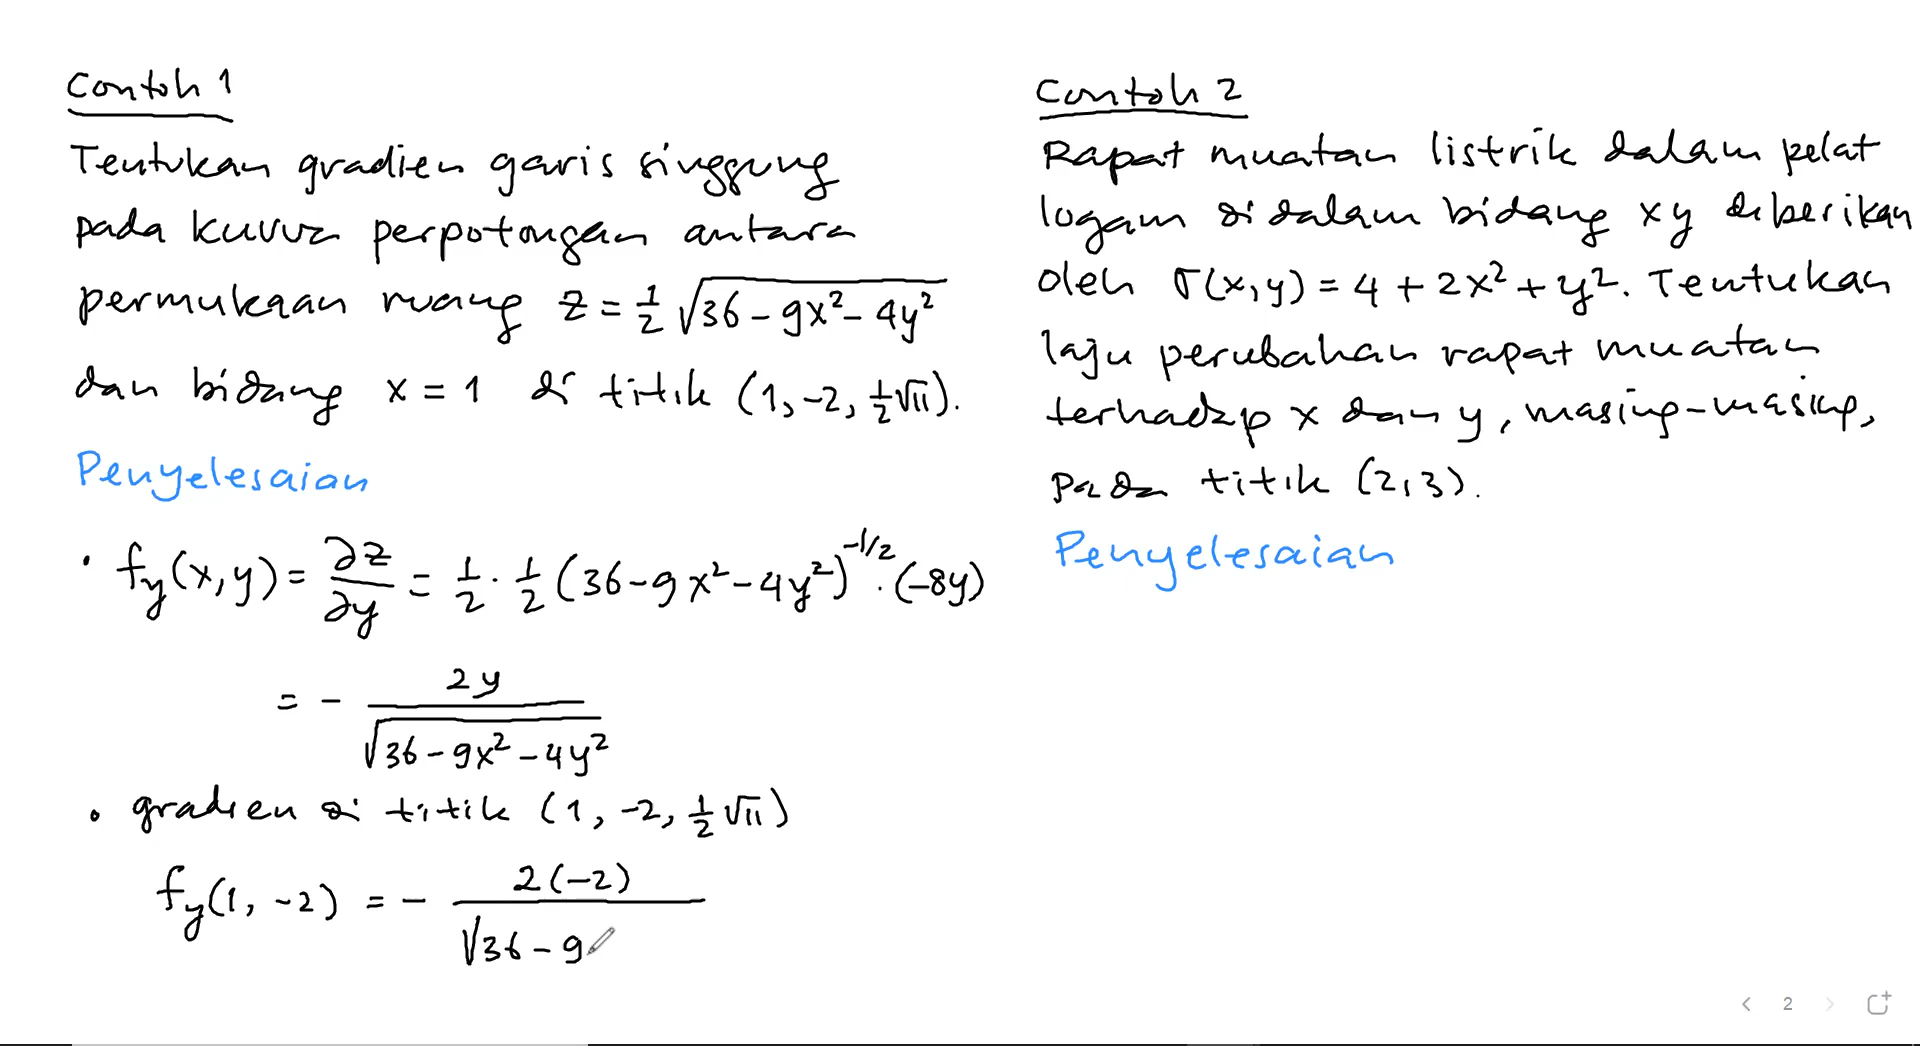 Contoh 1
Tentukan gradien garis singgung
pada kurva perpotongan antara
permukaan ruang z = 1/2 √(36 - 9x² - 4y²)
dan bidang x = 1 di titik (1, -2, 1/2 √11).
Penyelesaian
• f_y(x, y) = ∂z/∂y = 1/2 · 1/2 (36 - 9x² - 4y²)^(-1/2) · (-8y)
= - 2y / √(36 - 9x² - 4y²)
• gradien di titik (1, -2, 1/2 √11)
f_y(1, -2) = - 2(-2) / √36 - 9
Contoh 2
Rapat muatan listrik dalam pelat
logam di dalam bidang xy diberikan
oleh σ(x, y) = 4 + 2x² + y². Tentukan
laju perubahan rapat muatan
terhadap x dan y, masing-masing,
pada titik (2,3).
Penyelesaian
2